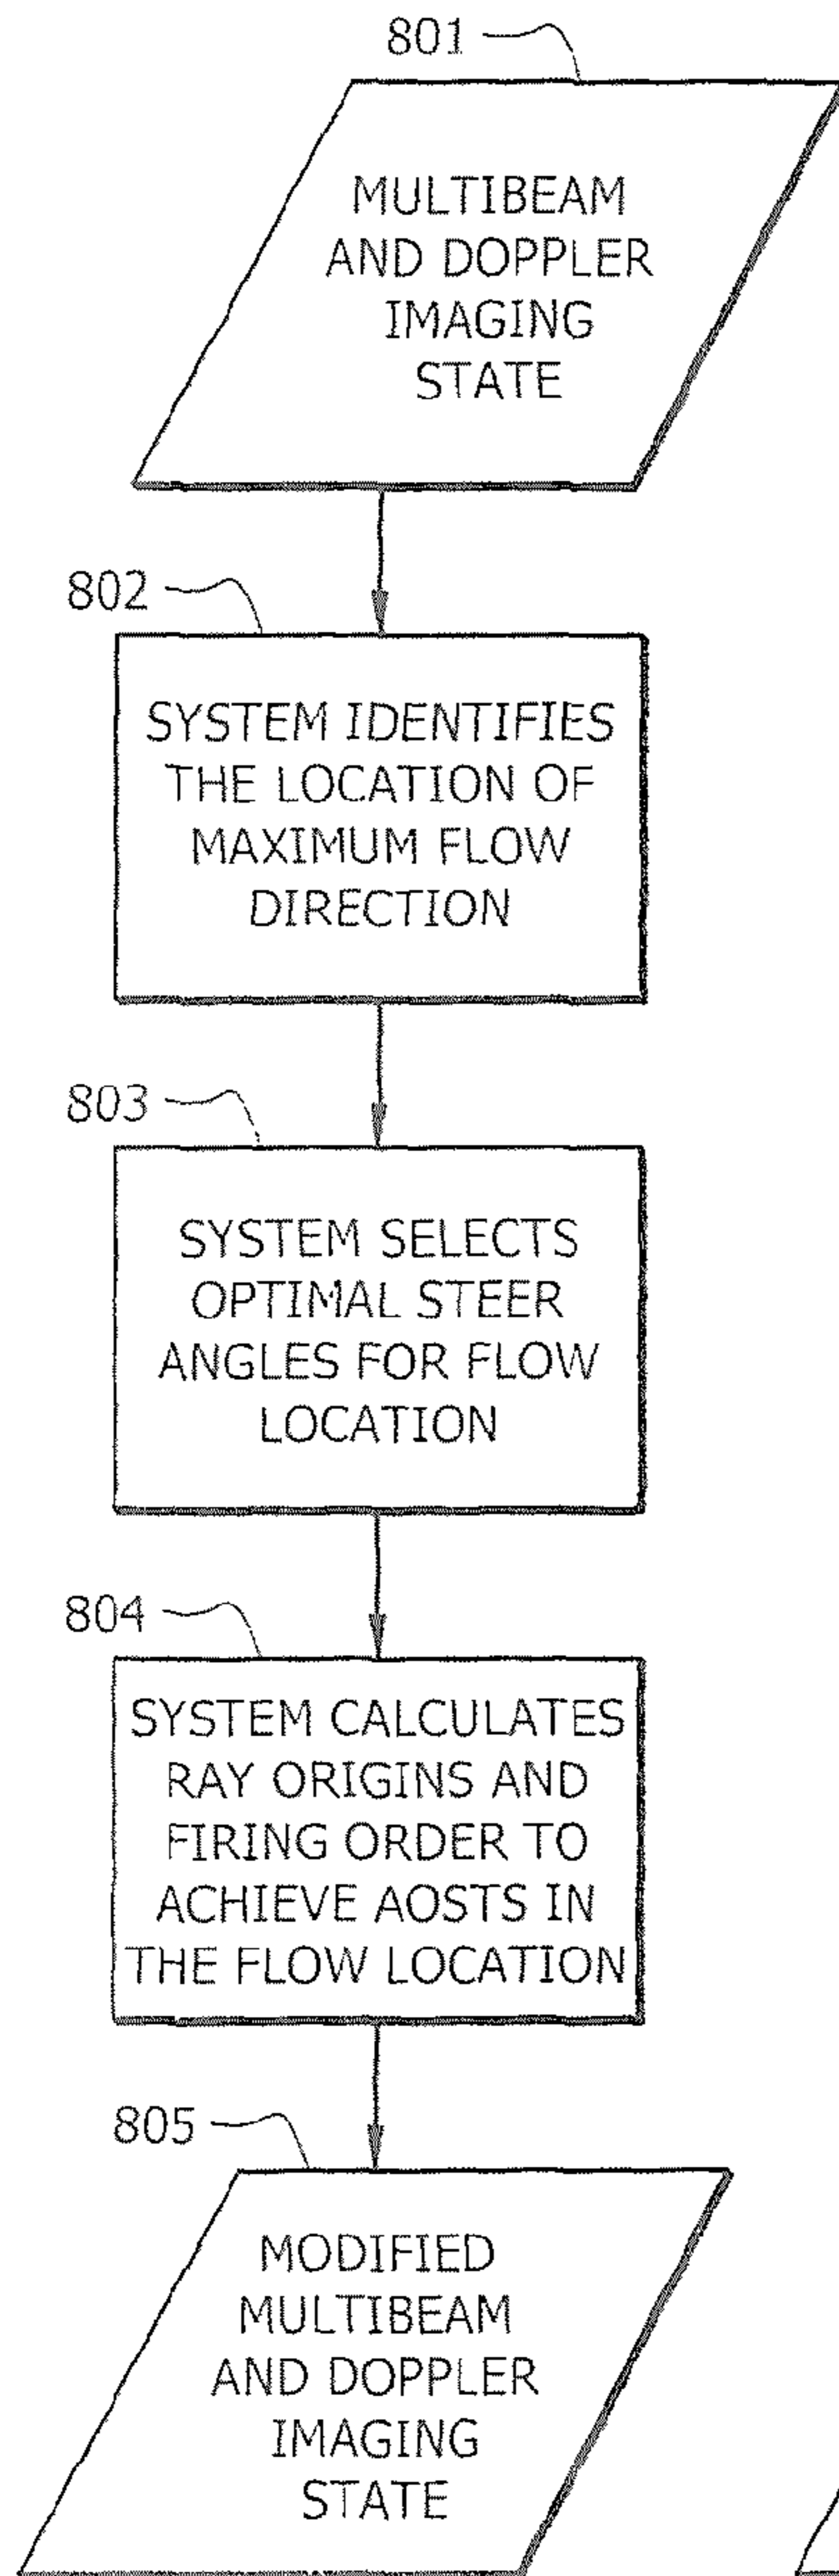 801
MULTIBEAM
AND DOPPLER
IMAGING
STATE
802
SYSTEM IDENTIFIES
THE LOCATION OF
MAXIMUM FLOW
DIRECTION
803
SYSTEM SELECTS
OPTIMAL STEER
ANGLES FOR FLOW
LOCATION
804
SYSTEM CALCULATES
RAY ORIGINS AND
FIRING ORDER TO
ACHIEVE AOSTS IN
THE FLOW LOCATION
805
MODIFIED
MULTIBEAM
AND DOPPLER
IMAGING
STATE